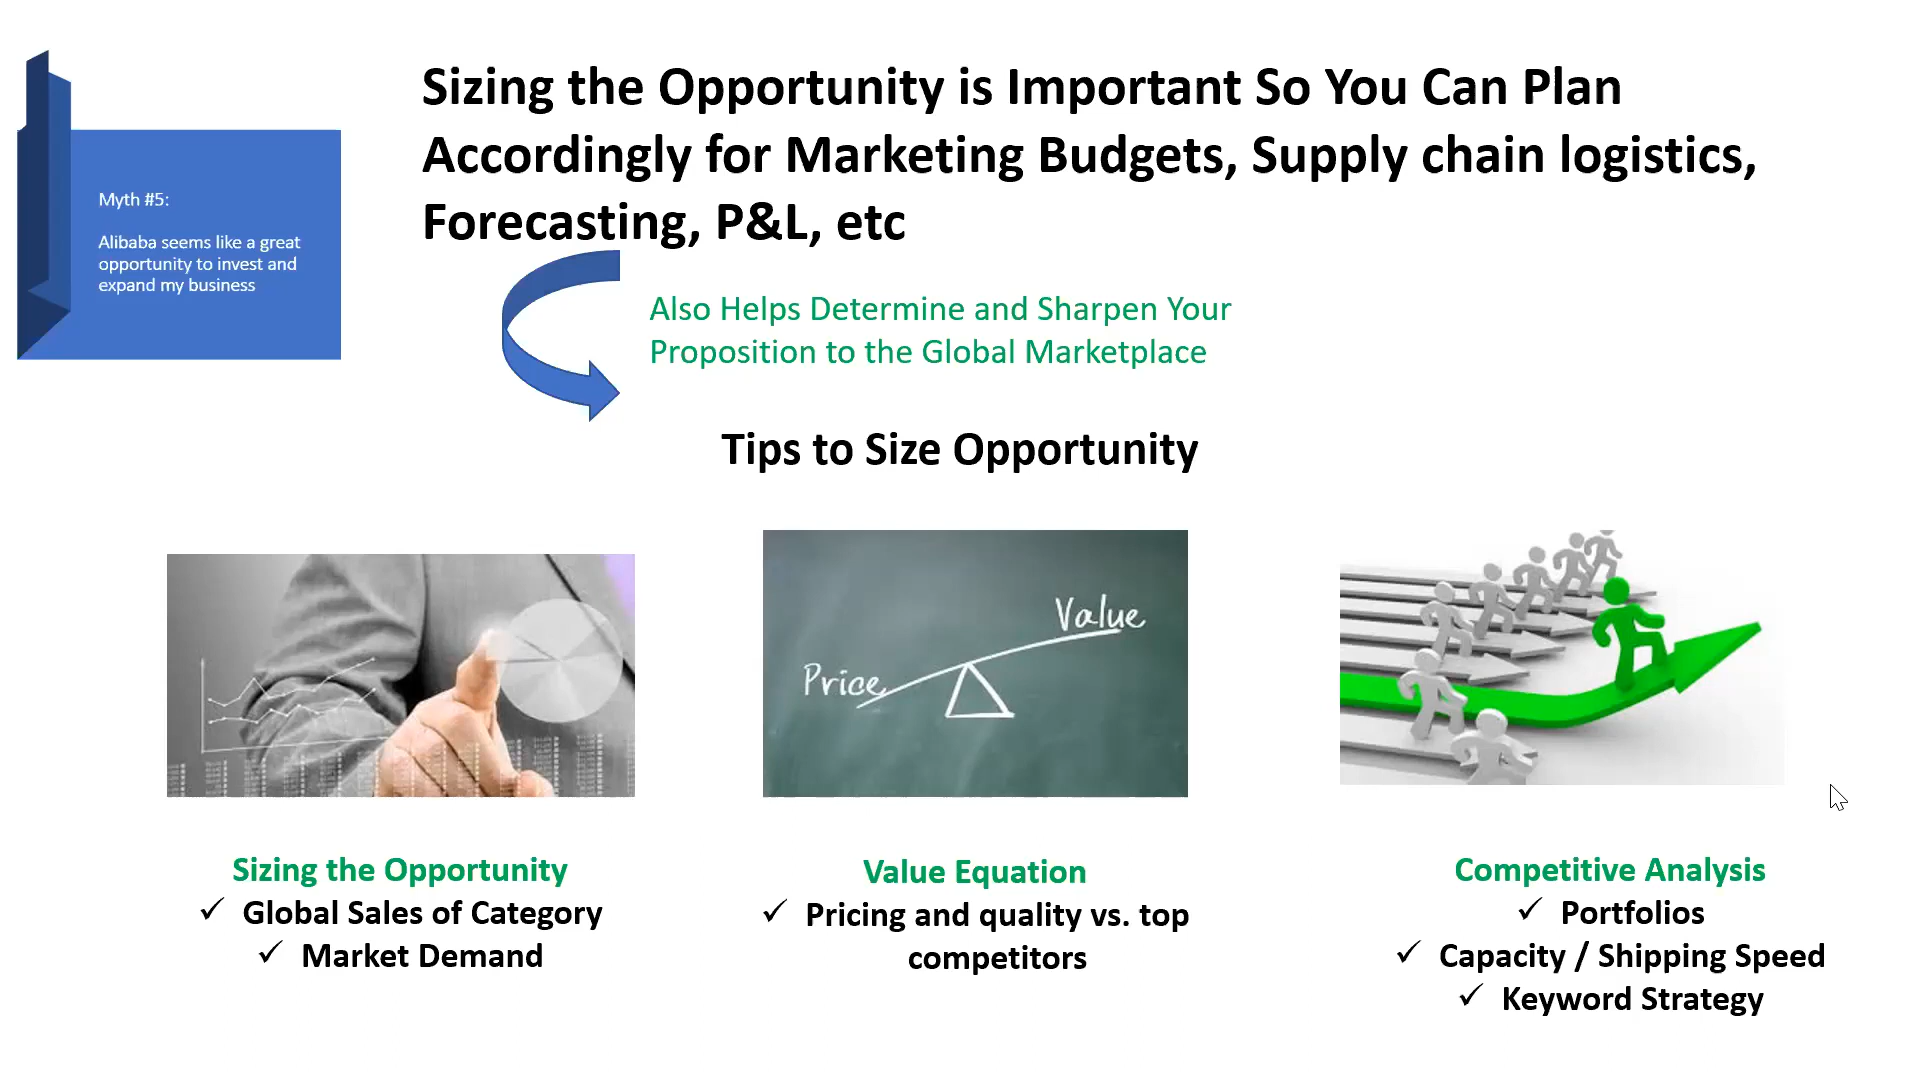 Sizing the Opportunity is Important So You Can Plan
Accordingly for Marketing Budgets, Supply chain logistics,
Forecasting, P&L, etc
Myth #5:
Alibaba seems like a great
opportunity to invest and
expand my business
Also Helps Determine and Sharpen Your
Proposition to the Global Marketplace
Tips to Size Opportunity
Price
Value
Sizing the Opportunity
✓ Global Sales of Category
✓ Market Demand
Value Equation
✓ Pricing and quality vs. top
competitors
Competitive Analysis
✓ Portfolios
✓ Capacity / Shipping Speed
✓ Keyword Strategy